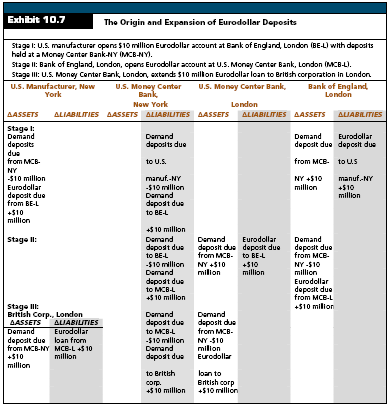 Exhibit 10.7 The Origin and Expansion of Eurodollar Deposits
Stage I: U.S. manufacturer opens $10 million Eurodollar account at Bank of England, London (BE-L) with deposits
held at a Money Center Bank-NY (MCB-NY).
Stage II: Bank of England, London, opens Eurodollar account at U.S. Money Center Bank, London (MCB-L).
Stage III: U.S. Money Center Bank, London, extends $10 million Eurodollar loan to British corporation in London.
U.S. Manufacturer, New York
U.S. Money Center Bank, New York
U.S. Money Center Bank, London
Bank of England, London
ΔASSETS ΔLIABILITIES ΔASSETS ΔLIABILITIES ΔASSETS ΔLIABILITIES ΔASSETS ΔLIABILITIES
Stage I:
Demand
deposits
due
from MCB-
NY
-$10 million
Eurodollar
deposit due
from BE-L
+$10
million
Demand
deposits due
to U.S.
manuf.-NY
-$10 million
Demand
deposit due
to BE-L
+$10 million
Demand
deposit due
from MCB-
NY +$10
million
Eurodollar
deposit due
to U.S
manuf.-NY
+$10
million
Stage II:
Demand
deposit due
to BE-L
-$10 million
Demand
deposit due
to MCB-L
+$10 million
Demand
deposit due
from MCB-
NY +$10
million
Eurodollar
deposit due
to BE-L
+$10
million
Demand
deposit due
from MCB-
NY -$10
million
Eurodollar
deposit due
from MCB-L
+$10 million
Stage III:
British Corp., London
ΔASSETS ΔLIABILITIES
Demand
deposit due
from MCB-NY
+$10
million
Eurodollar
loan from
MCB-L +$10
million
Demand
deposit due
to MCB-L
-$10 million
Demand
deposit due
to British
corp.
+$10 million
Demand
deposit due
from MCB-
NY -$10
million
Eurodollar
loan to
British corp
+$10 million